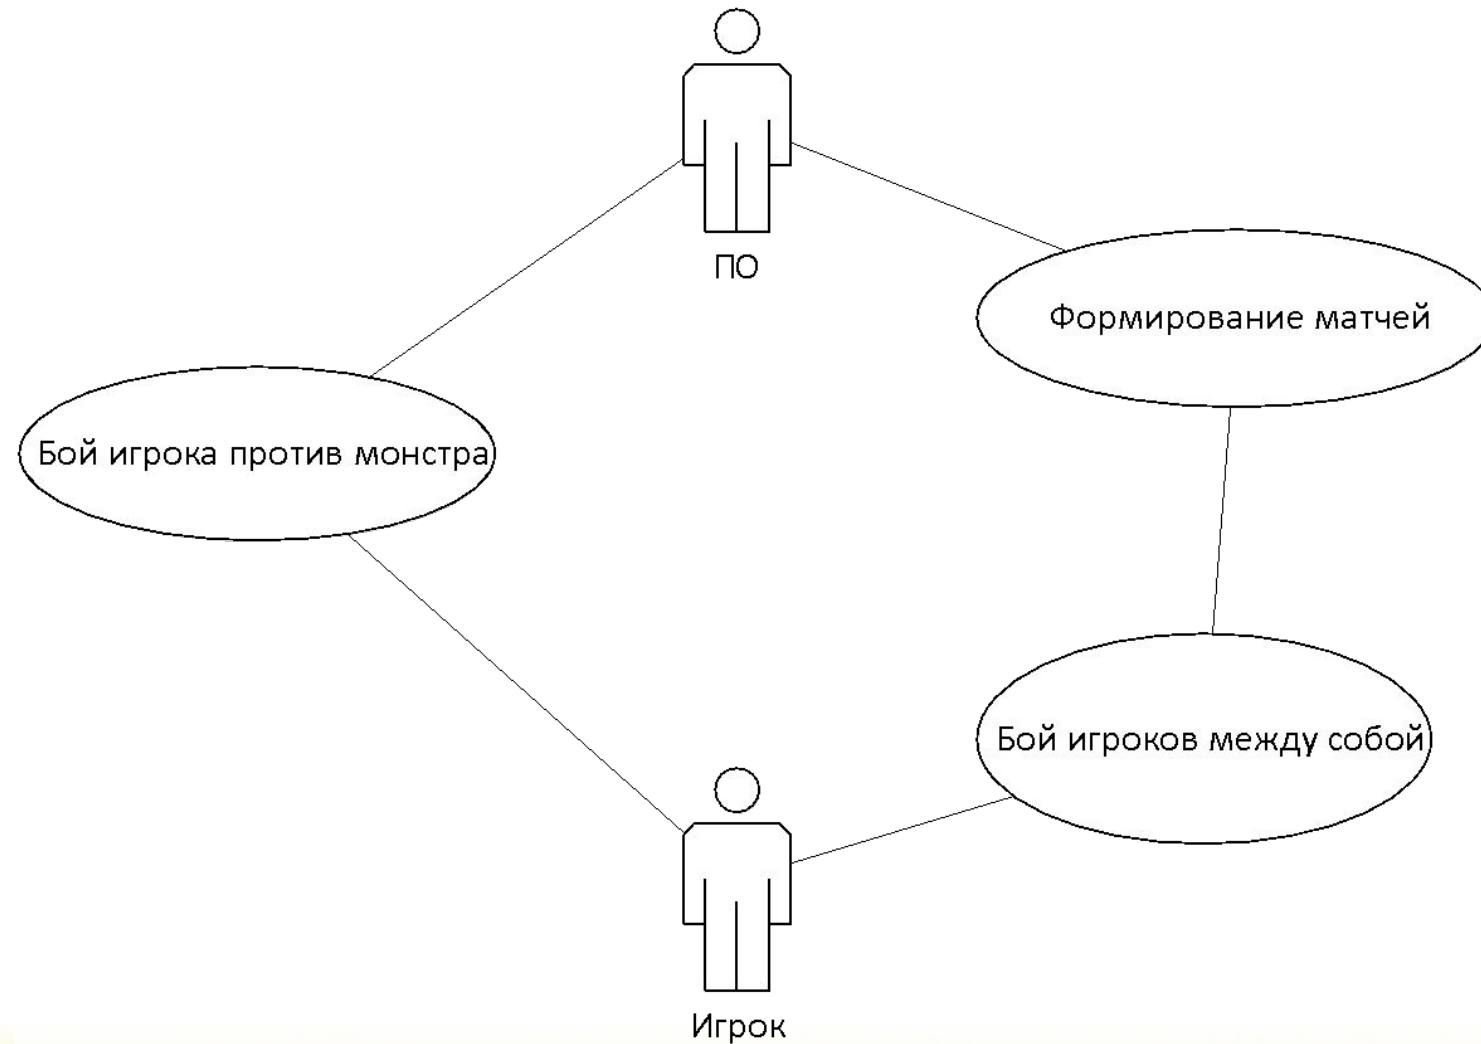 ПО
Формирование матчей
Бой игрока против монстра
Бой игроков между собой
Игрок